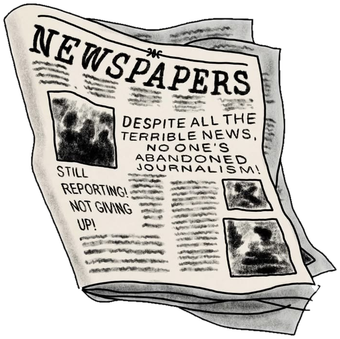 NEWSPAPERS
DESPITE ALL THE
TERRIBLE NEWS,
NO ONE'S
ABANDONED
JOURNALISM!
STILL
REPORTING!
NOT GIVING
UP!